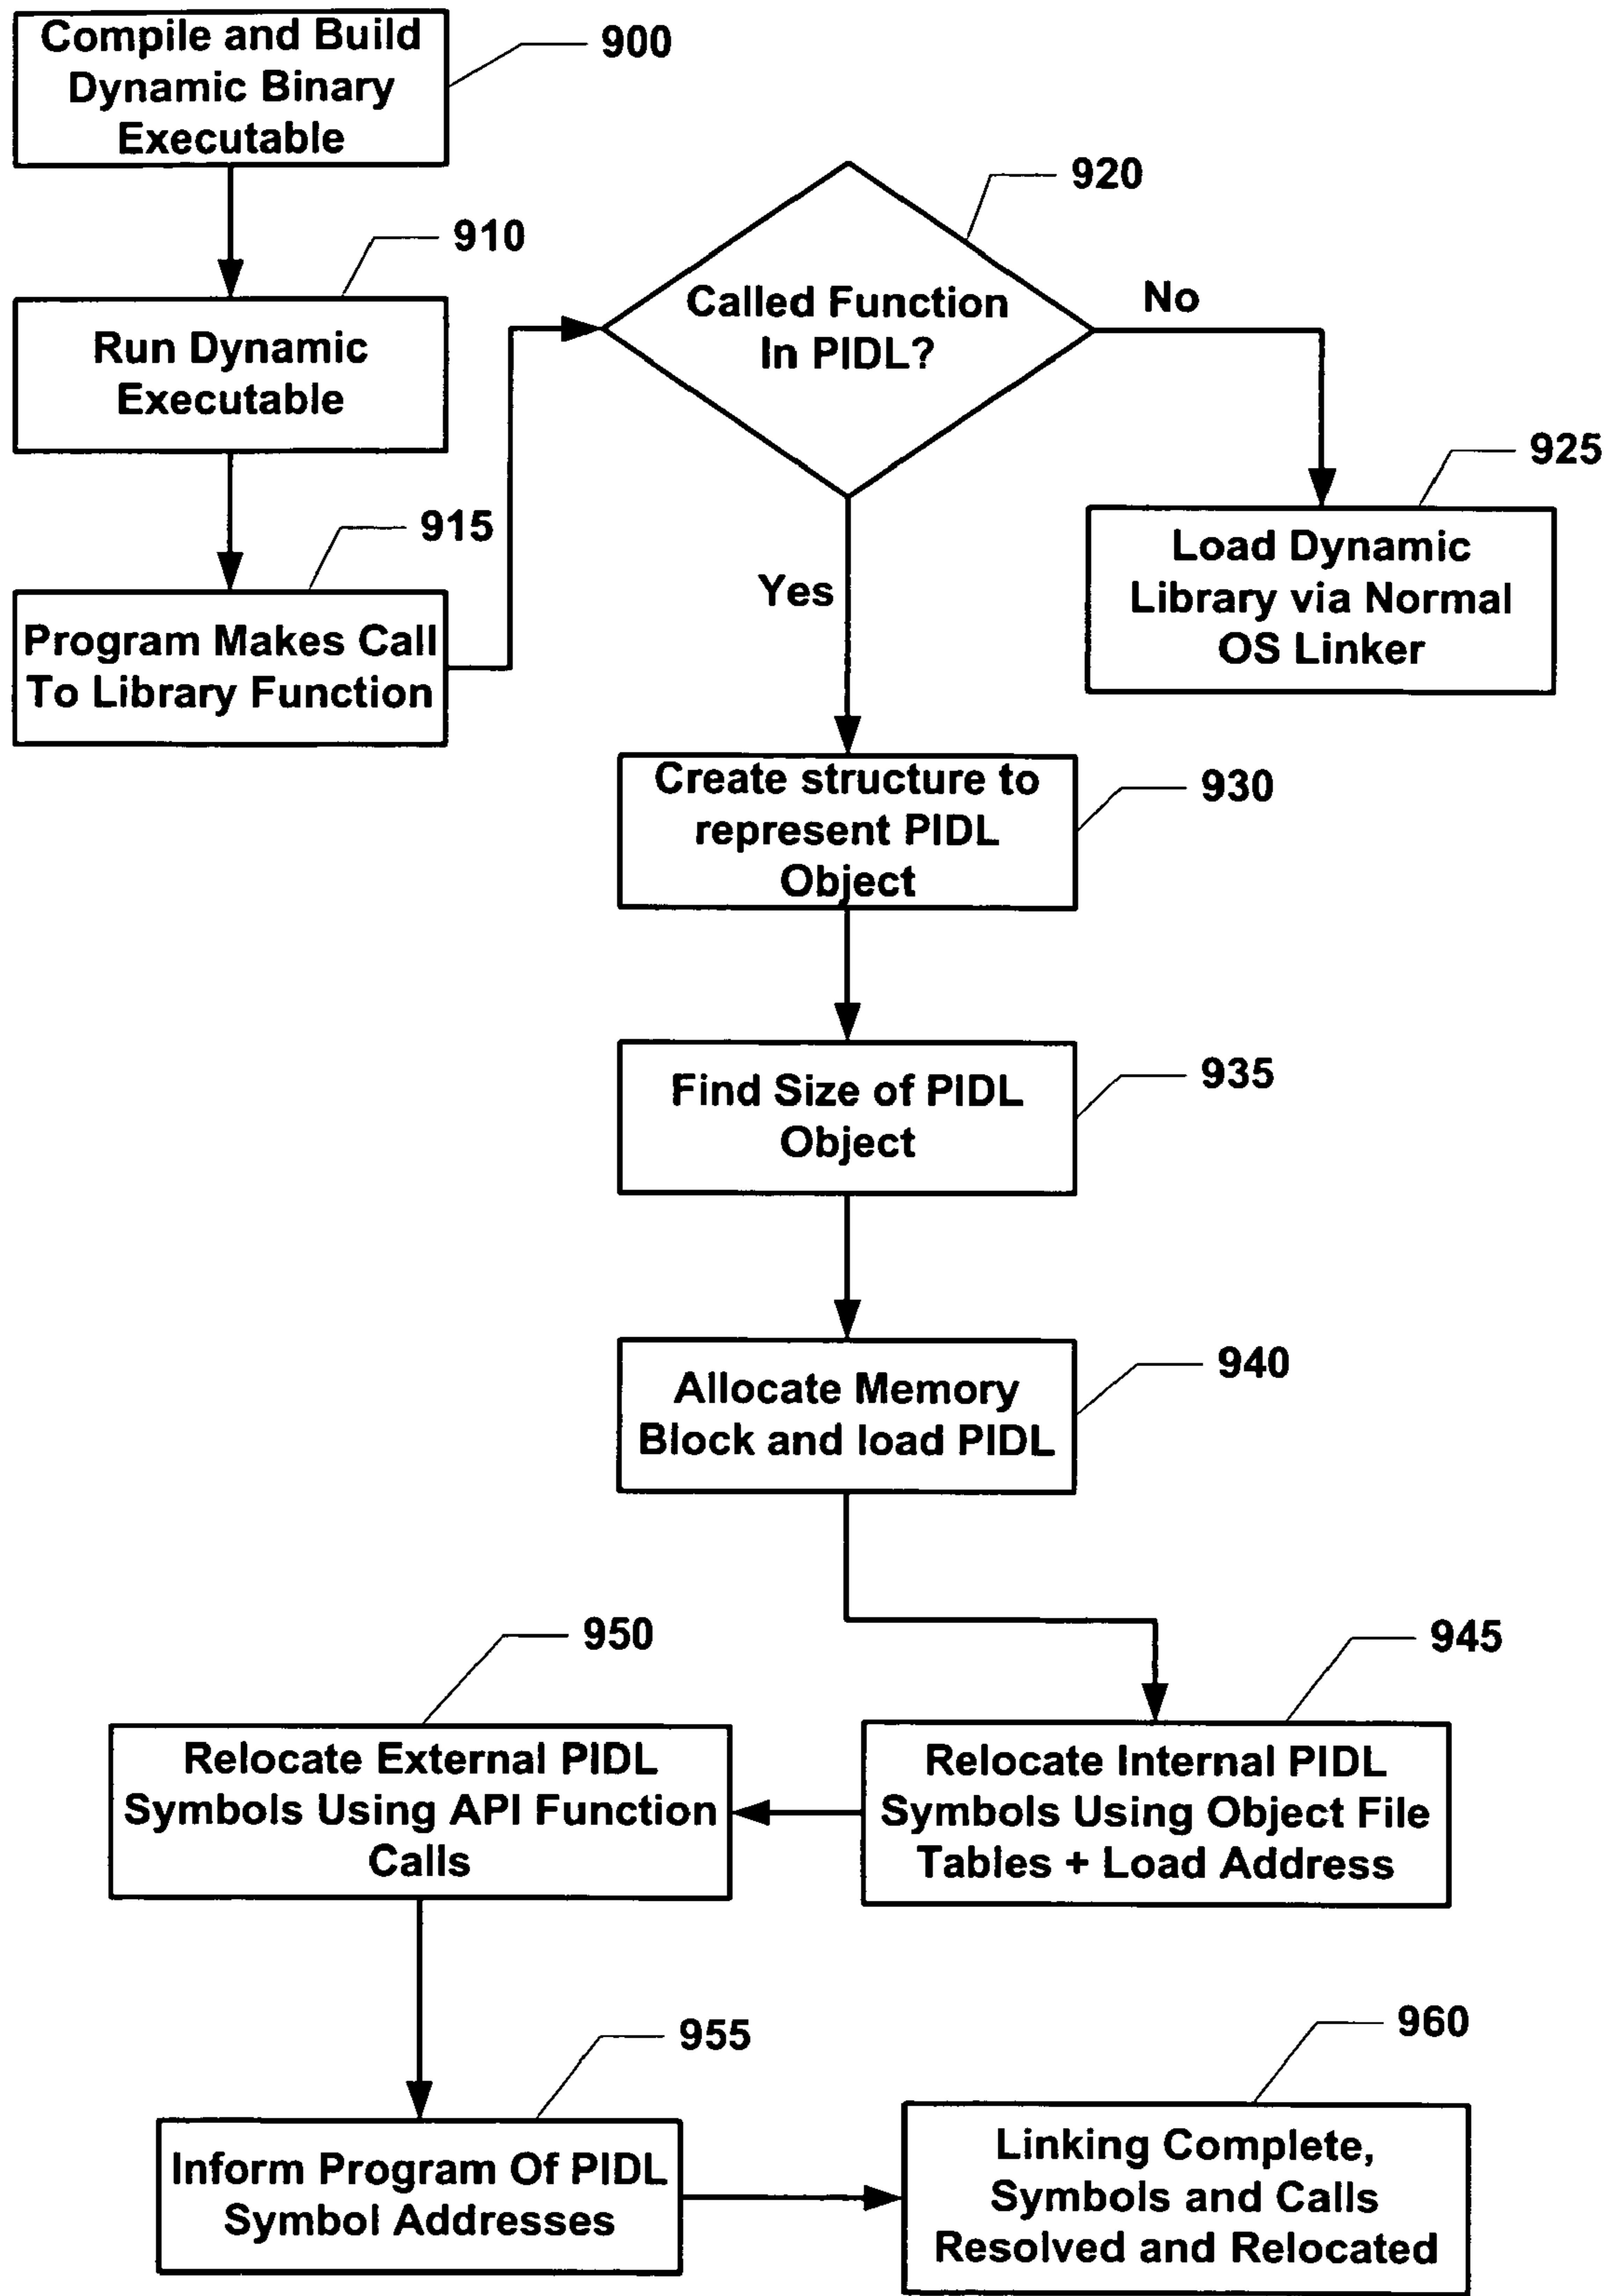 Compile and Build
Dynamic Binary
Executable
900
910
Run Dynamic
Executable
915
Program Makes Call
To Library Function
920
Called Function
In PIDL?
No
925
Load Dynamic
Library via Normal
OS Linker
Yes
Create structure to
represent PIDL
Object
930
Find Size of PIDL
Object
935
Allocate Memory
Block and load PIDL
940
945
Relocate Internal PIDL
Symbols Using Object File
Tables + Load Address
950
Relocate External PIDL
Symbols Using API Function
Calls
955
Inform Program Of PIDL
Symbol Addresses
960
Linking Complete,
Symbols and Calls
Resolved and Relocated